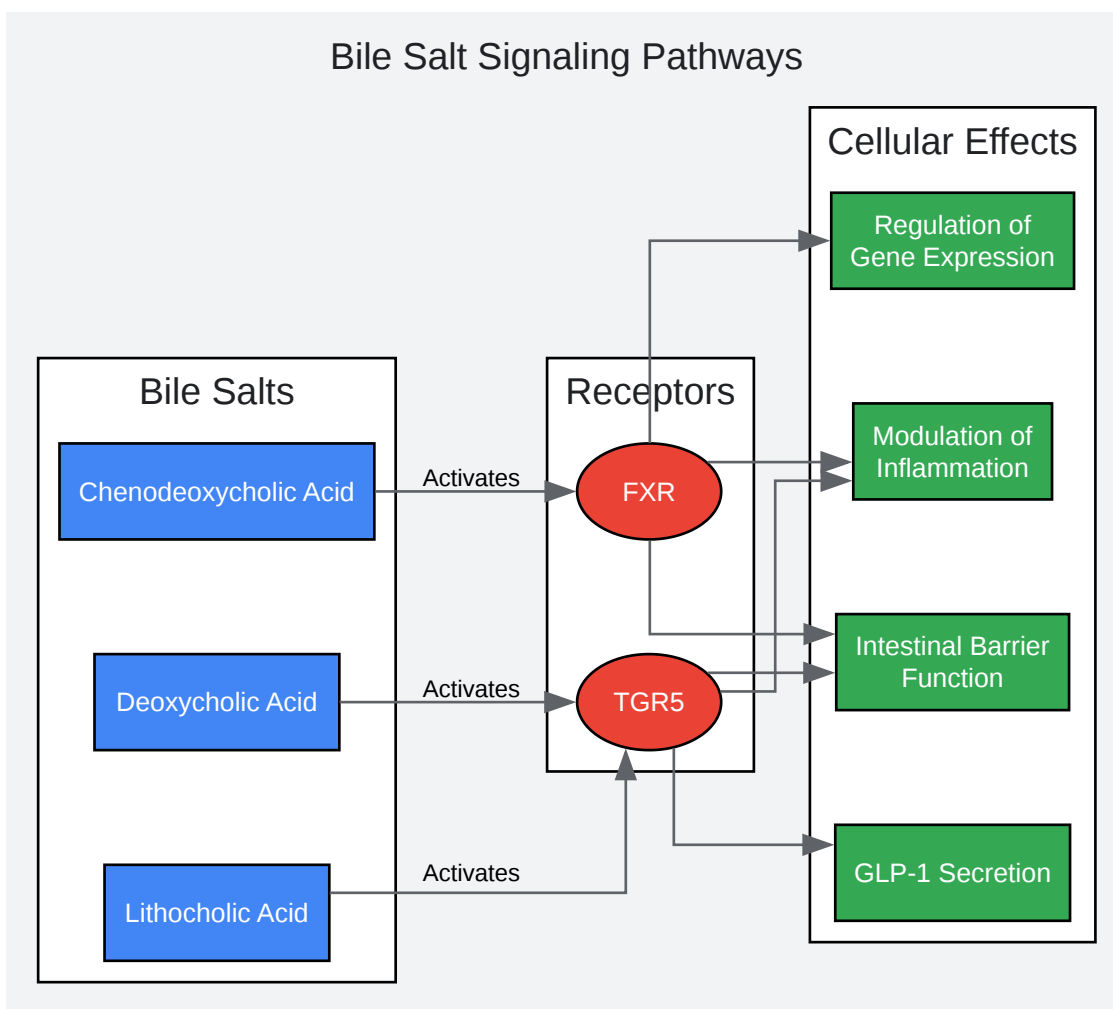 Bile Salt Signaling Pathways
Cellular Effects
Regulation of
Gene Expression
Modulation of
Inflammation
Intestinal Barrier
Function
GLP-1 Secretion
Bile Salts
Chenodeoxycholic Acid
Deoxycholic Acid
Lithocholic Acid
Activates
Activates
Activates
Receptors
FXR
TGR5